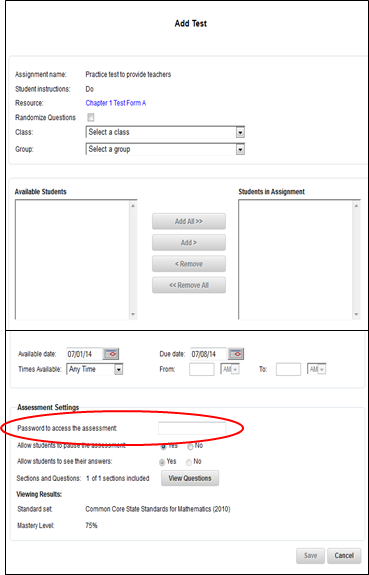 Add Test
Assignment name: Practice test to provide teachers
Student instructions: Do
Resource: Chapter 1 Test Form A
Randomize Questions
Class: Select a class
Group: Select a group
Available Students Students in Assignment
Add All >>
Add >
< Remove
<< Remove All
Available date: 07/01/14 Due date: 07/08/14
Times Available: Any Time From: AM To: AM
Assessment Settings
Password to access the assessment:
Allow students to pause the assessment: Yes No
Allow students to see their answers: Yes No
Sections and Questions: 1 of 1 sections included View Questions
Viewing Results:
Standard set: Common Core State Standards for Mathematics (2010)
Mastery Level: 75%
Save Cancel